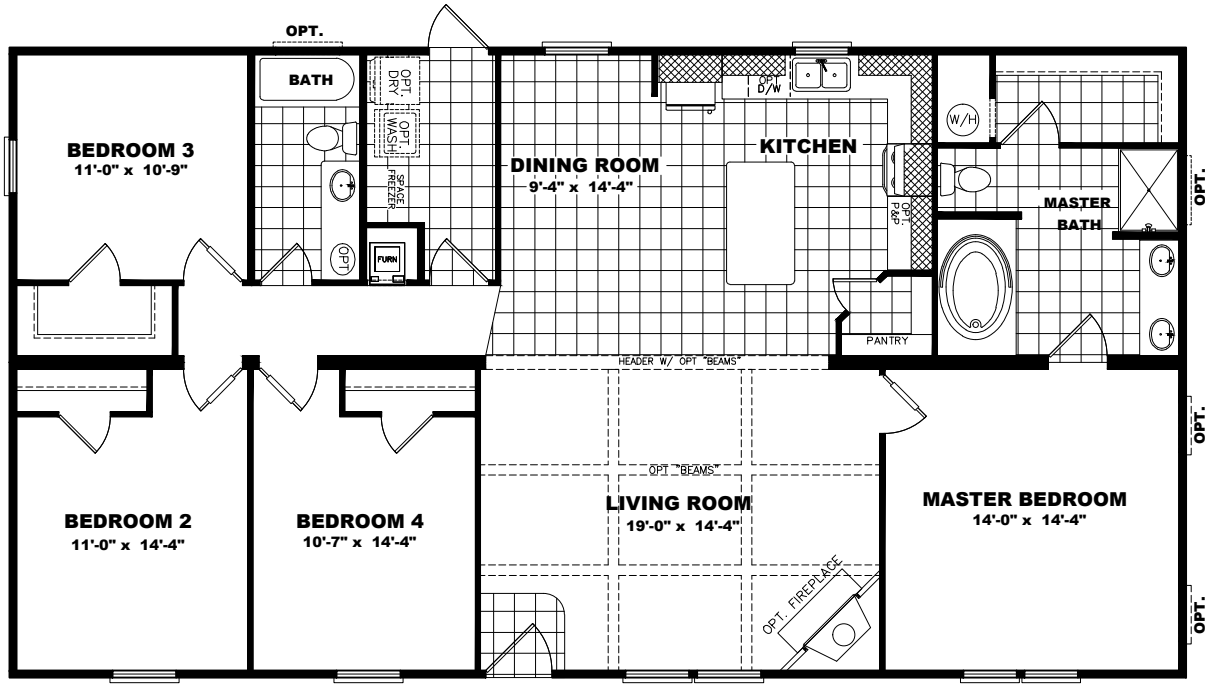 OPT.
BATH
OPT.
DRY
OPT.
WASH
FREEZER
SPACE
OPT
FURN
BEDROOM 3
11'-0" x 10'-9"
DINING ROOM
9'-4" x 14'-4"
KITCHEN
OPT
D/W
OPT.
P&P
PANTRY
W/H
MASTER
BATH
OPT.
HEADER W/ OPT "BEAMS"
BEDROOM 2
11'-0" x 14'-4"
BEDROOM 4
10'-7" x 14'-4"
OPT "BEAMS"
LIVING ROOM
19'-0" x 14'-4"
OPT. FIREPLACE
MASTER BEDROOM
14'-0" x 14'-4"
OPT.
OPT.